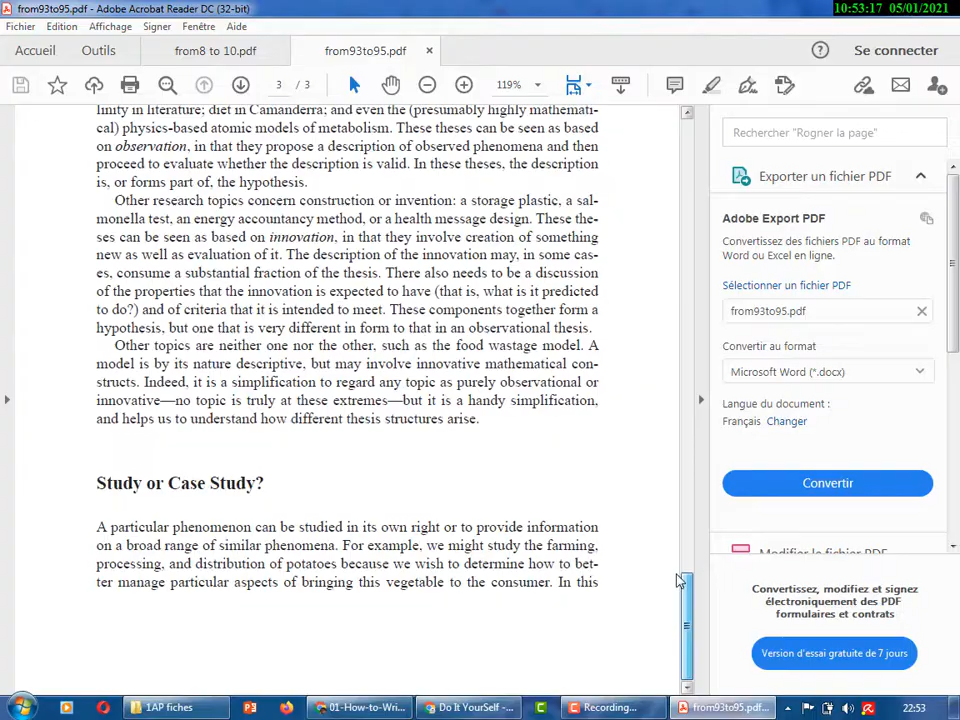 from93to95.pdf - Adobe Acrobat Reader DC (32-bit)
10:53:17 05/01/2021
Fichier Edition Affichage Signer Fenêtre Aide
Accueil Outils from8 to 10.pdf from93to95.pdf × Se connecter
3 / 3 119%
limity in literature; diet in Camanderra; and even the (presumably highly mathemati-
cal) physics-based atomic models of metabolism. These theses can be seen as based
on observation, in that they propose a description of observed phenomena and then
proceed to evaluate whether the description is valid. In these theses, the description
is, or forms part of, the hypothesis.
Other research topics concern construction or invention: a storage plastic, a sal-
monella test, an energy accountancy method, or a health message design. These the-
ses can be seen as based on innovation, in that they involve creation of something
new as well as evaluation of it. The description of the innovation may, in some cas-
es, consume a substantial fraction of the thesis. There also needs to be a discussion
of the properties that the innovation is expected to have (that is, what is it predicted
to do?) and of criteria that it is intended to meet. These components together form a
hypothesis, but one that is very different in form to that in an observational thesis.
Other topics are neither one nor the other, such as the food wastage model. A
model is by its nature descriptive, but may involve innovative mathematical con-
structs. Indeed, it is a simplification to regard any topic as purely observational or
innovative—no topic is truly at these extremes—but it is a handy simplification,
and helps us to understand how different thesis structures arise.
Study or Case Study?
A particular phenomenon can be studied in its own right or to provide information
on a broad range of similar phenomena. For example, we might study the farming,
processing, and distribution of potatoes because we wish to determine how to bet-
ter manage particular aspects of bringing this vegetable to the consumer. In this
Rechercher "Rogner la page"
Exporter un fichier PDF
Adobe Export PDF
Convertissez des fichiers PDF au format
Word ou Excel en ligne.
Sélectionner un fichier PDF
from93to95.pdf
Convertir au format
Microsoft Word (*.docx)
Langue du document :
Français Changer
Convertir
Modifier le fichier PDF
Convertissez, modifiez et signez
électroniquement des PDF
formulaires et contrats
Version d'essai gratuite de 7 jours
1AP fiches 01-How-to-Wri... Do It YourSelf -... Recording... from93to95.pdf... 22:53